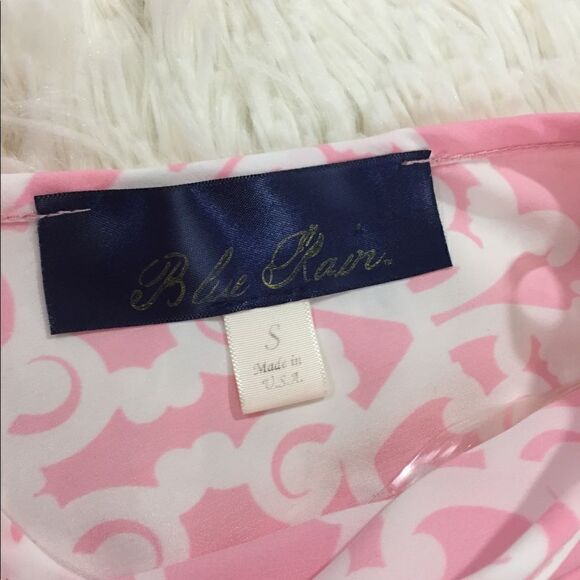 Blue Rain
S
Made in
U.S.A.